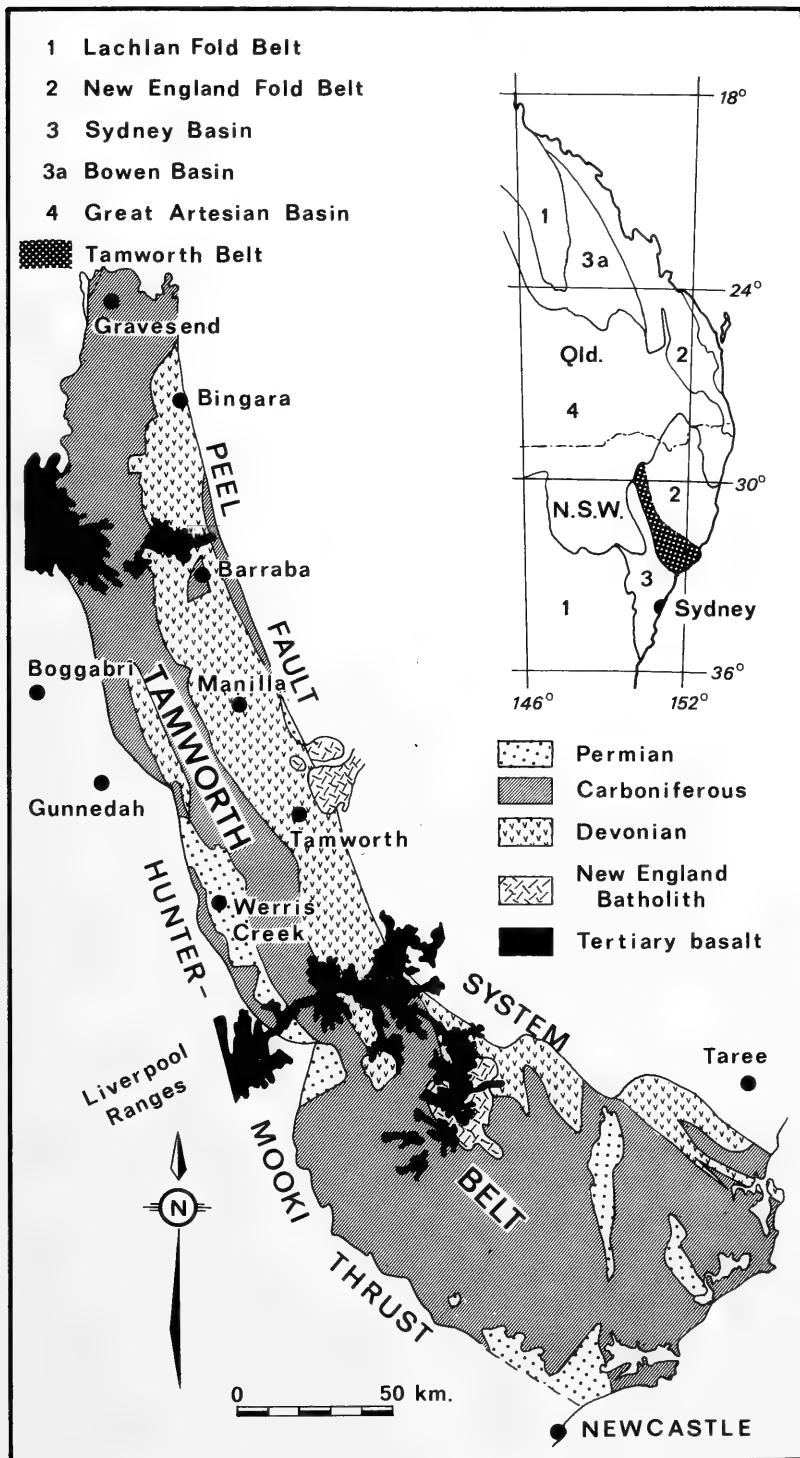 1 Lachlan Fold Belt
2 New England Fold Belt
3 Sydney Basin
3a Bowen Basin
4 Great Artesian Basin
Tamworth Belt
18°
1
3a
24°
Qld.
2
4
30°
2
N.S.W.
3
1
Sydney
36°
146°
152°
Gravesend
Bingara
PEEL
Barraba
FAULT
Boggabri
Manilla
TAMWORTH
Gunnedah
Tamworth
HUNTER-
Werris
Creek
Permian
Carboniferous
Devonian
New England
Batholith
Tertiary basalt
SYSTEM
Taree
Liverpool
Ranges
MOOKI
BELT
N
THRUST
0 50 km.
NEWCASTLE